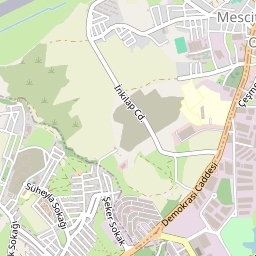 Mescit
İnkılap Cd.
Çeşme
Demokrasi Caddesi
Süheyla Sokağı
Şeker Sokak
k Sokağı